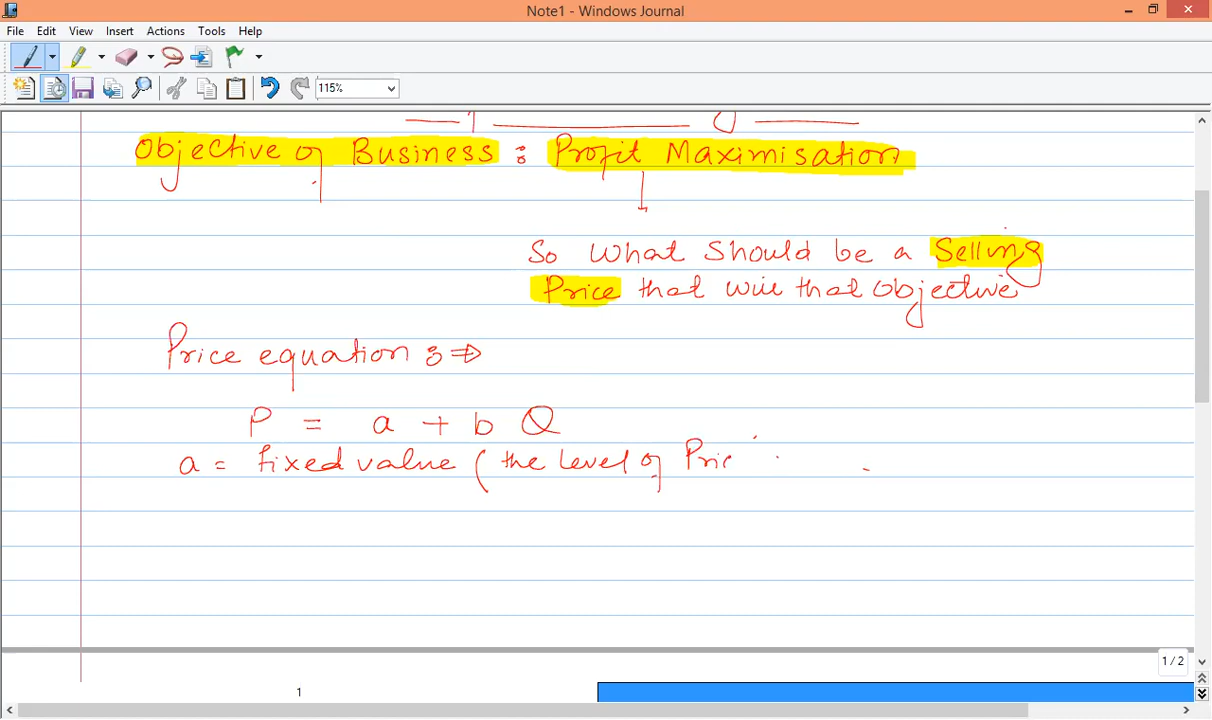 Note1 - Windows Journal
File Edit View Insert Actions Tools Help
115%
Objective of Business : Profit Maximisation
So What Should be a Selling
Price that will that Objective
Price equation : ⇒
P = a + b Q
a = fixed value ( the level of Pric
1 / 2
1